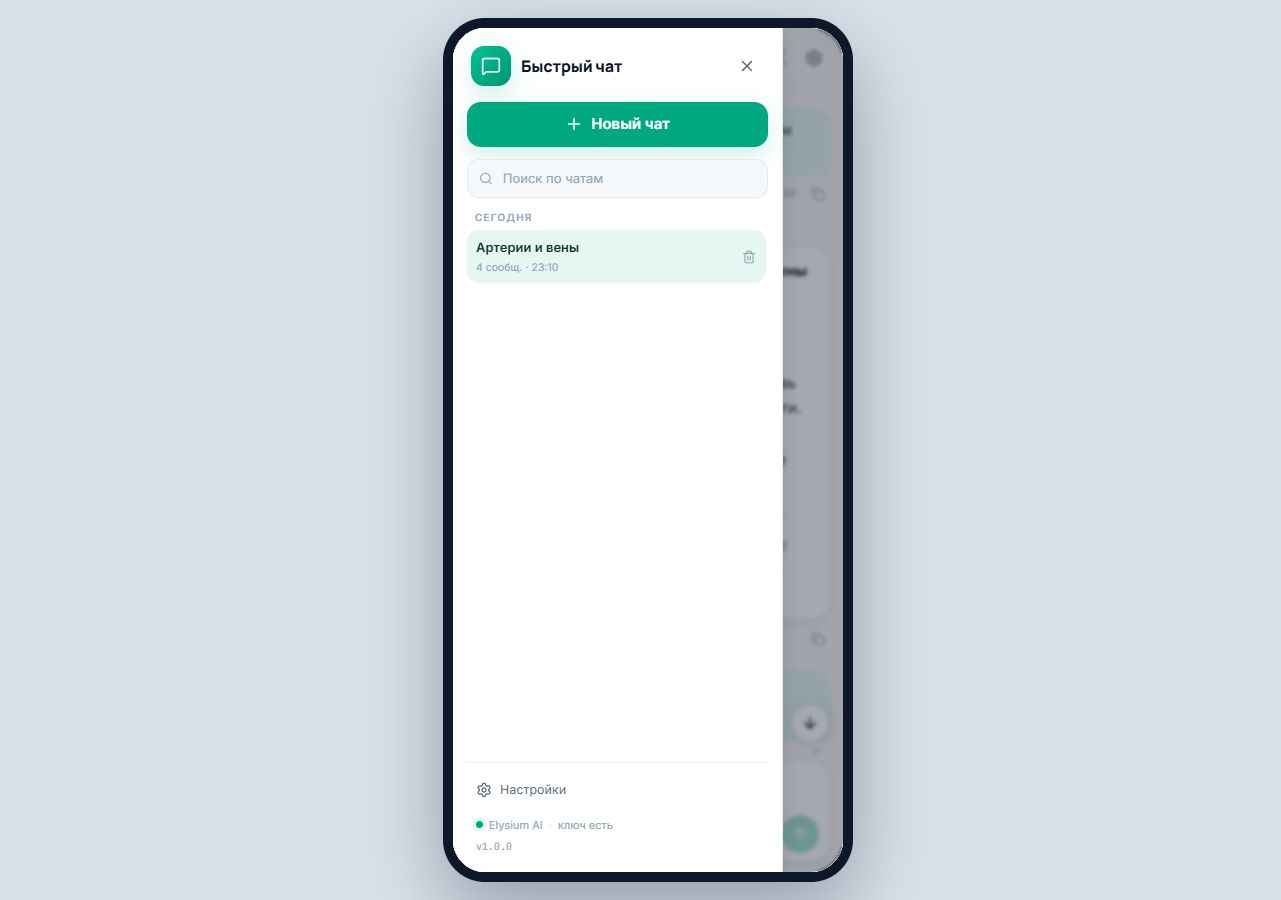 Быстрый чат
Новый чат
Поиск по чатам
СЕГОДНЯ
Артерии и вены
4 сообщ. · 23:10
Настройки
Elysium AI · ключ есть
v1.0.0